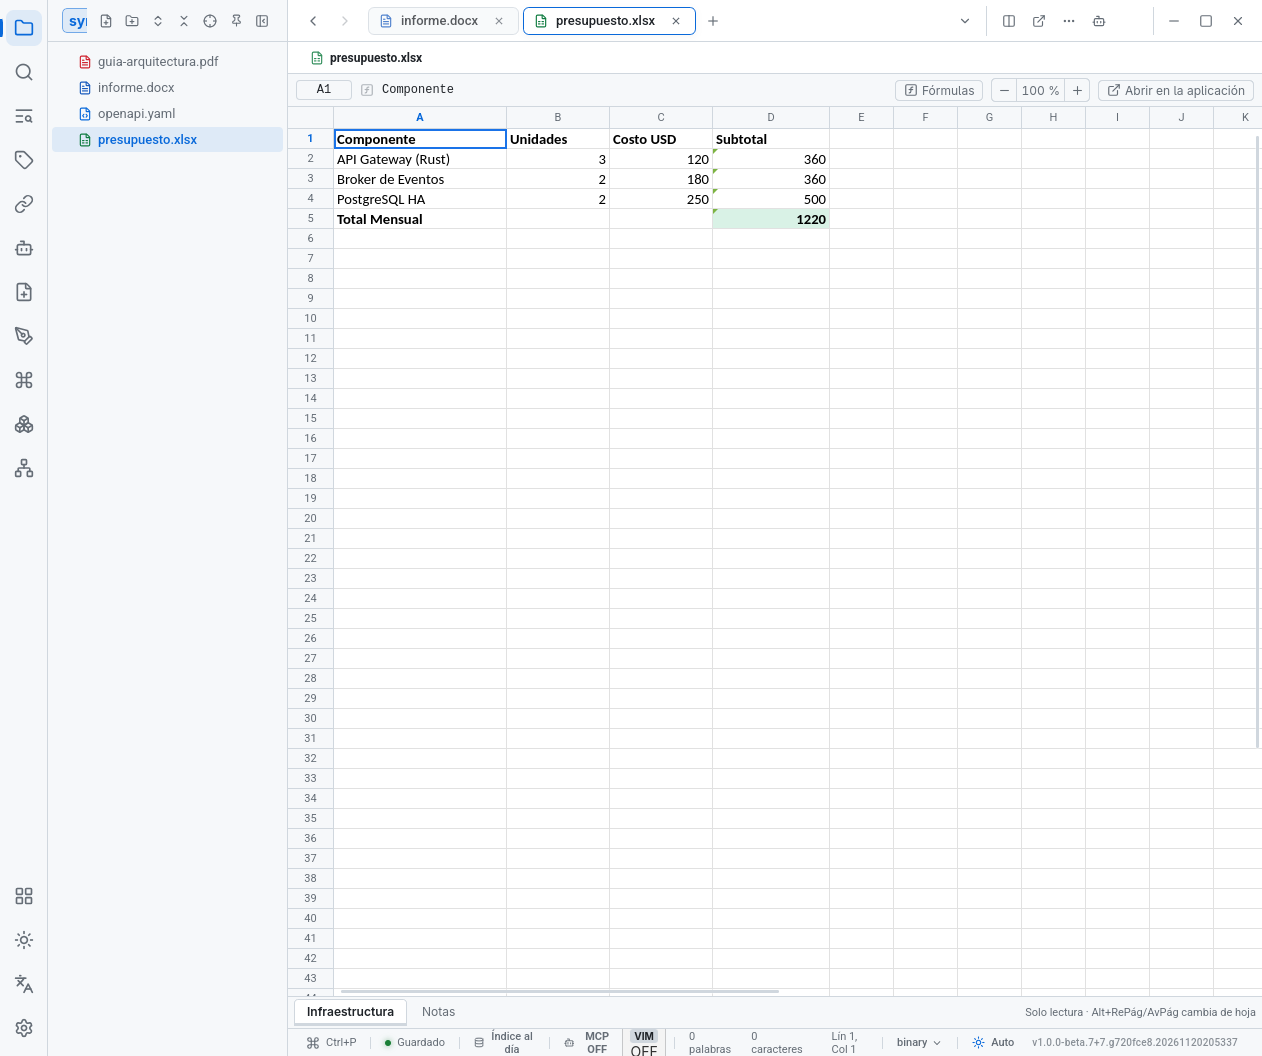 informe.docx
presupuesto.xlsx
guia-arquitectura.pdf
informe.docx
openapi.yaml
presupuesto.xlsx
presupuesto.xlsx
A1 Componente Fórmulas 100 % Abrir en la aplicación
A B C D E F G H I J K
1 Componente Unidades Costo USD Subtotal
2 API Gateway (Rust) 3 120 360
3 Broker de Eventos 2 180 360
4 PostgreSQL HA 2 250 500
5 Total Mensual 1220
6
7
8
9
10
11
12
13
14
15
16
17
18
19
20
21
22
23
24
25
26
27
28
29
30
31
32
33
34
35
36
37
38
39
40
41
42
43
Infraestructura Notas Solo lectura · Alt+RePág/AvPág cambia de hoja
Ctrl+P Guardado Índice al día MCP OFF VIM OFF 0 palabras 0 caracteres Lín 1, Col 1 binary Auto v1.0.0-beta.7+7.g720fce8.20261120205337